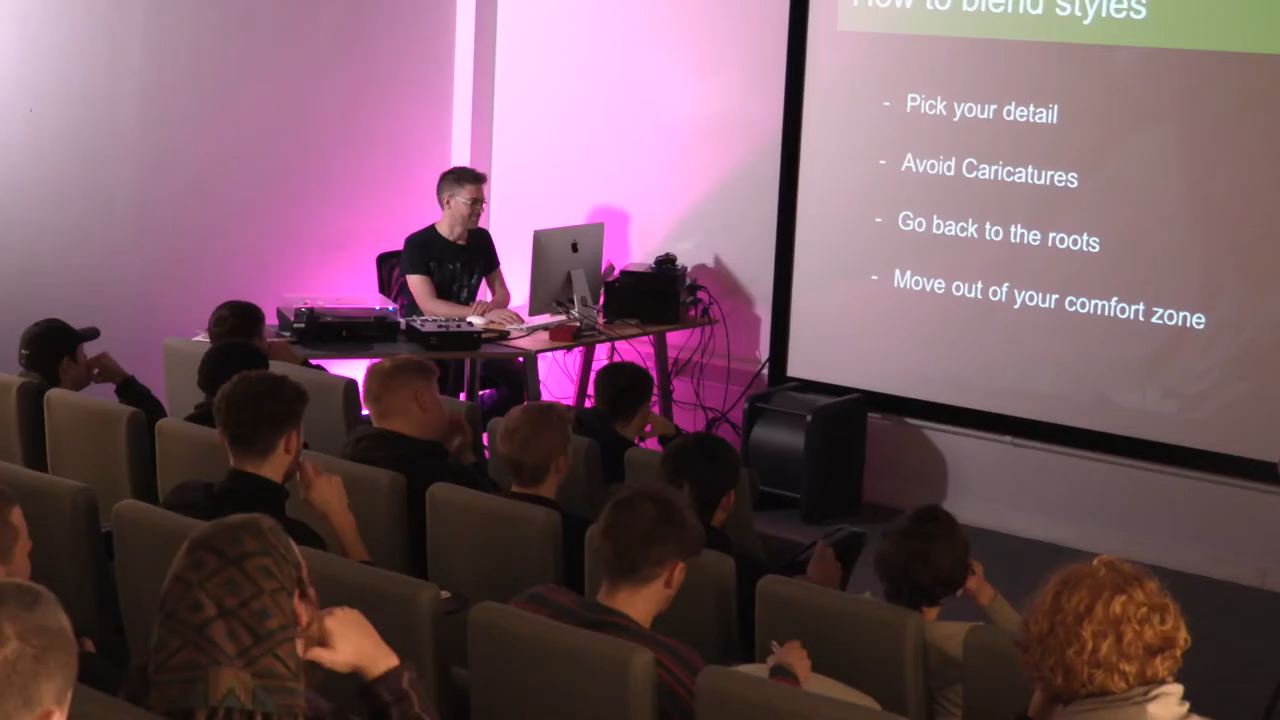 How to blend styles
- Pick your detail
- Avoid Caricatures
- Go back to the roots
- Move out of your comfort zone